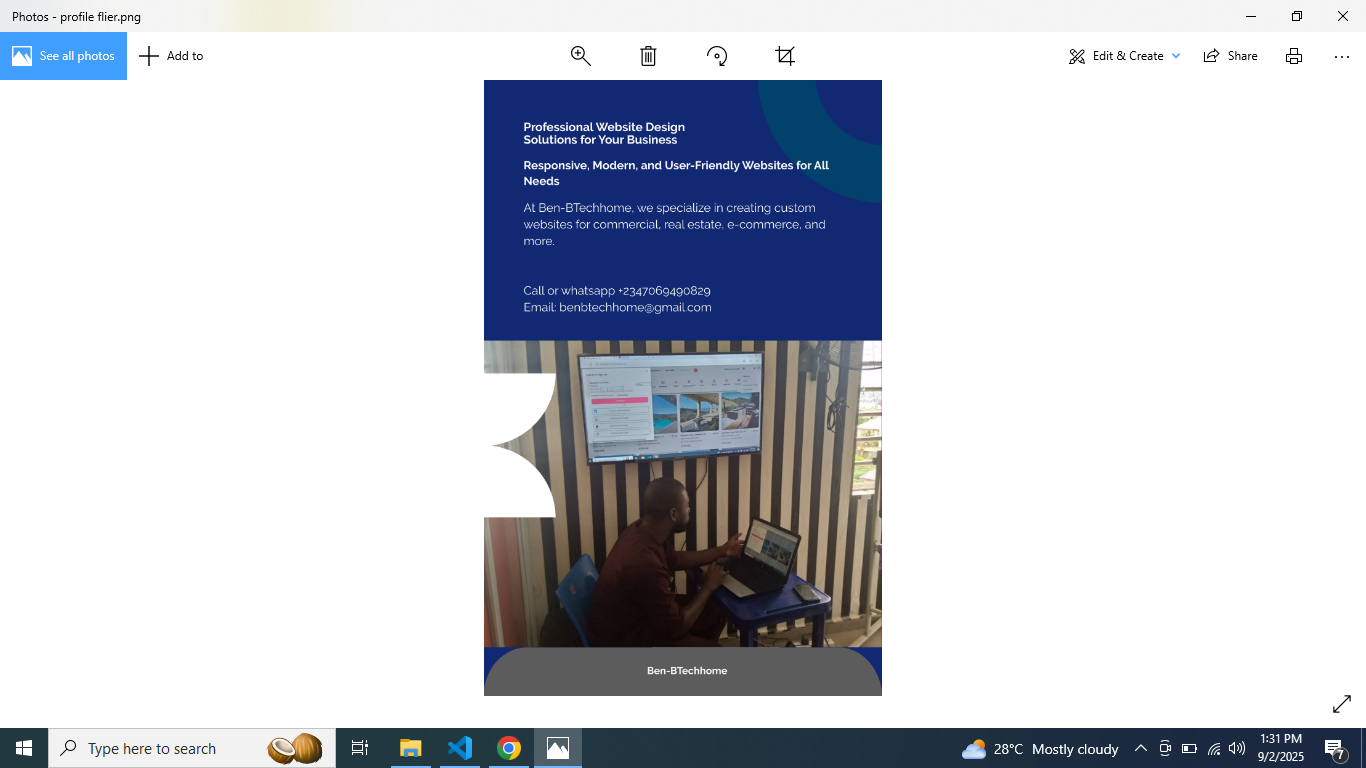 Photos - profile flier.png
See all photos
Add to
Edit & Create
Share
Professional Website Design
Solutions for Your Business
Responsive, Modern, and User-Friendly Websites for All
Needs
At Ben-BTechhome, we specialize in creating custom
websites for commercial, real estate, e-commerce, and
more.
Call or whatsapp +2347069490829
Email: benbtechhome@gmail.com
Ben-BTechhome
Type here to search
28°C Mostly cloudy
1:31 PM
9/2/2025
7